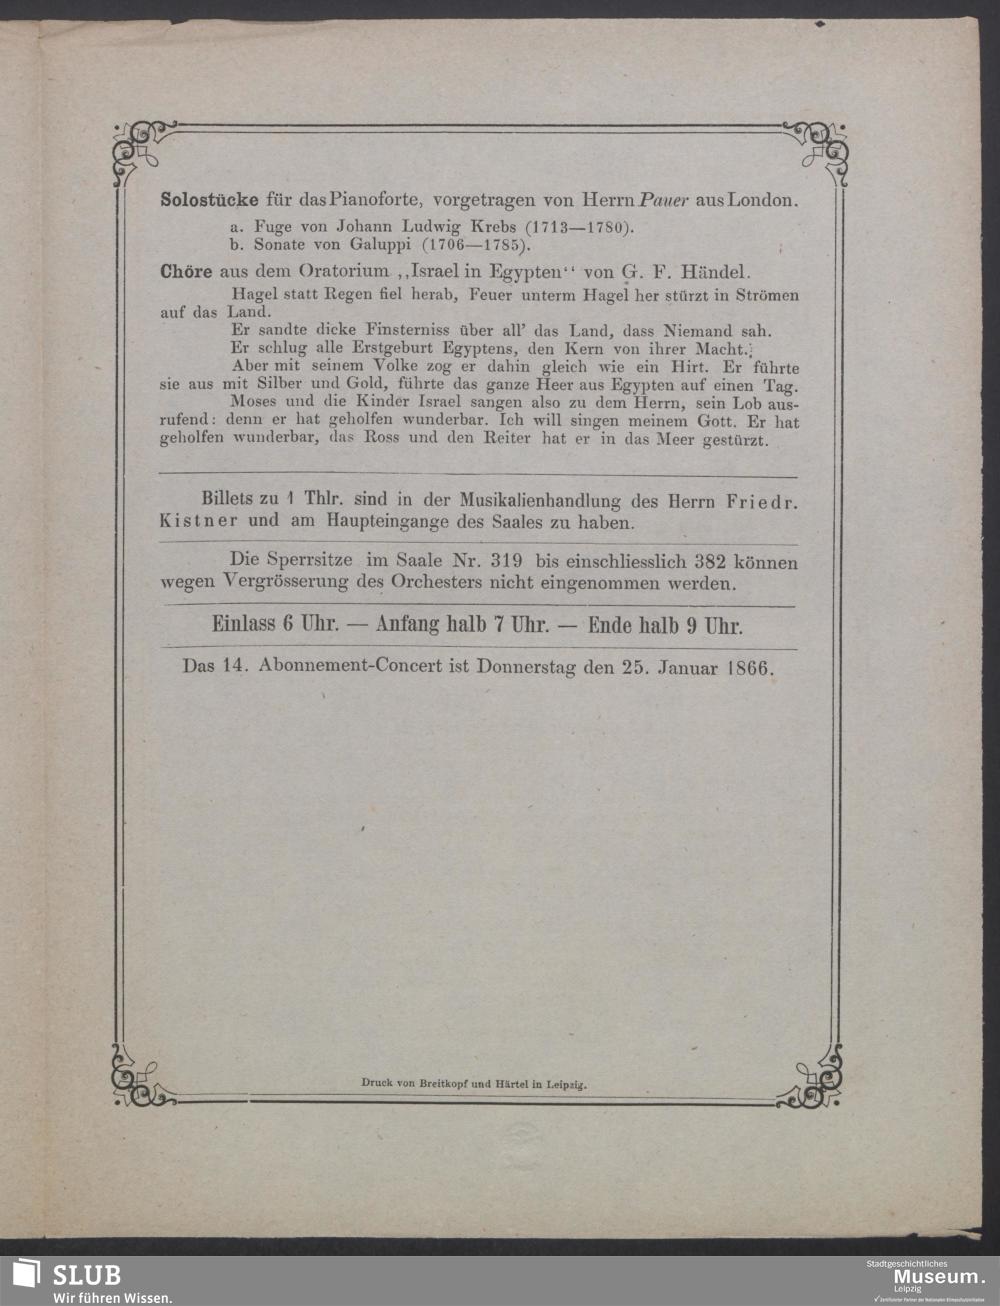 Solostücke für das Pianoforte, vorgetragen von Herrn Pauer aus London.
a. Fuge von Johann Ludwig Krebs (1713—1780).
b. Sonate von Galuppi (1706—1785).
Chöre aus dem Oratorium ,,Israel in Egypten“ von G. F. Händel.
Hagel statt Regen fiel herab, Feuer unterm Hagel her stürzt in Strömen
auf das Land.
Er sandte dicke Finsterniss über all’ das Land, dass Niemand sah.
Er schlug alle Erstgeburt Egyptens, den Kern von ihrer Macht.
Aber mit seinem Volke zog er dahin gleich wie ein Hirt. Er führte
sie aus mit Silber und Gold, führte das ganze Heer aus Egypten auf einen Tag.
Moses und die Kinder Israel sangen also zu dem Herrn, sein Lob aus-
rufend: denn er hat geholfen wunderbar. Ich will singen meinem Gott. Er hat
geholfen wunderbar, das Ross und den Reiter hat er in das Meer gestürzt.
Billets zu 1 Thlr. sind in der Musikalienhandlung des Herrn Friedr.
Kistner und am Haupteingange des Saales zu haben.
Die Sperrsitze im Saale Nr. 319 bis einschliesslich 382 können
wegen Vergrösserung des Orchesters nicht eingenommen werden.
Einlass 6 Uhr. — Anfang halb 7 Uhr. — Ende halb 9 Uhr.
Das 14. Abonnement-Concert ist Donnerstag den 25. Januar 1866.
Druck von Breitkopf und Härtel in Leipzig.
SLUB
Wir führen Wissen.
Stadtgeschichtliches
Museum.
Leipzig
Zertifizierter Partner der Nationalen Klimaschutzinitiative